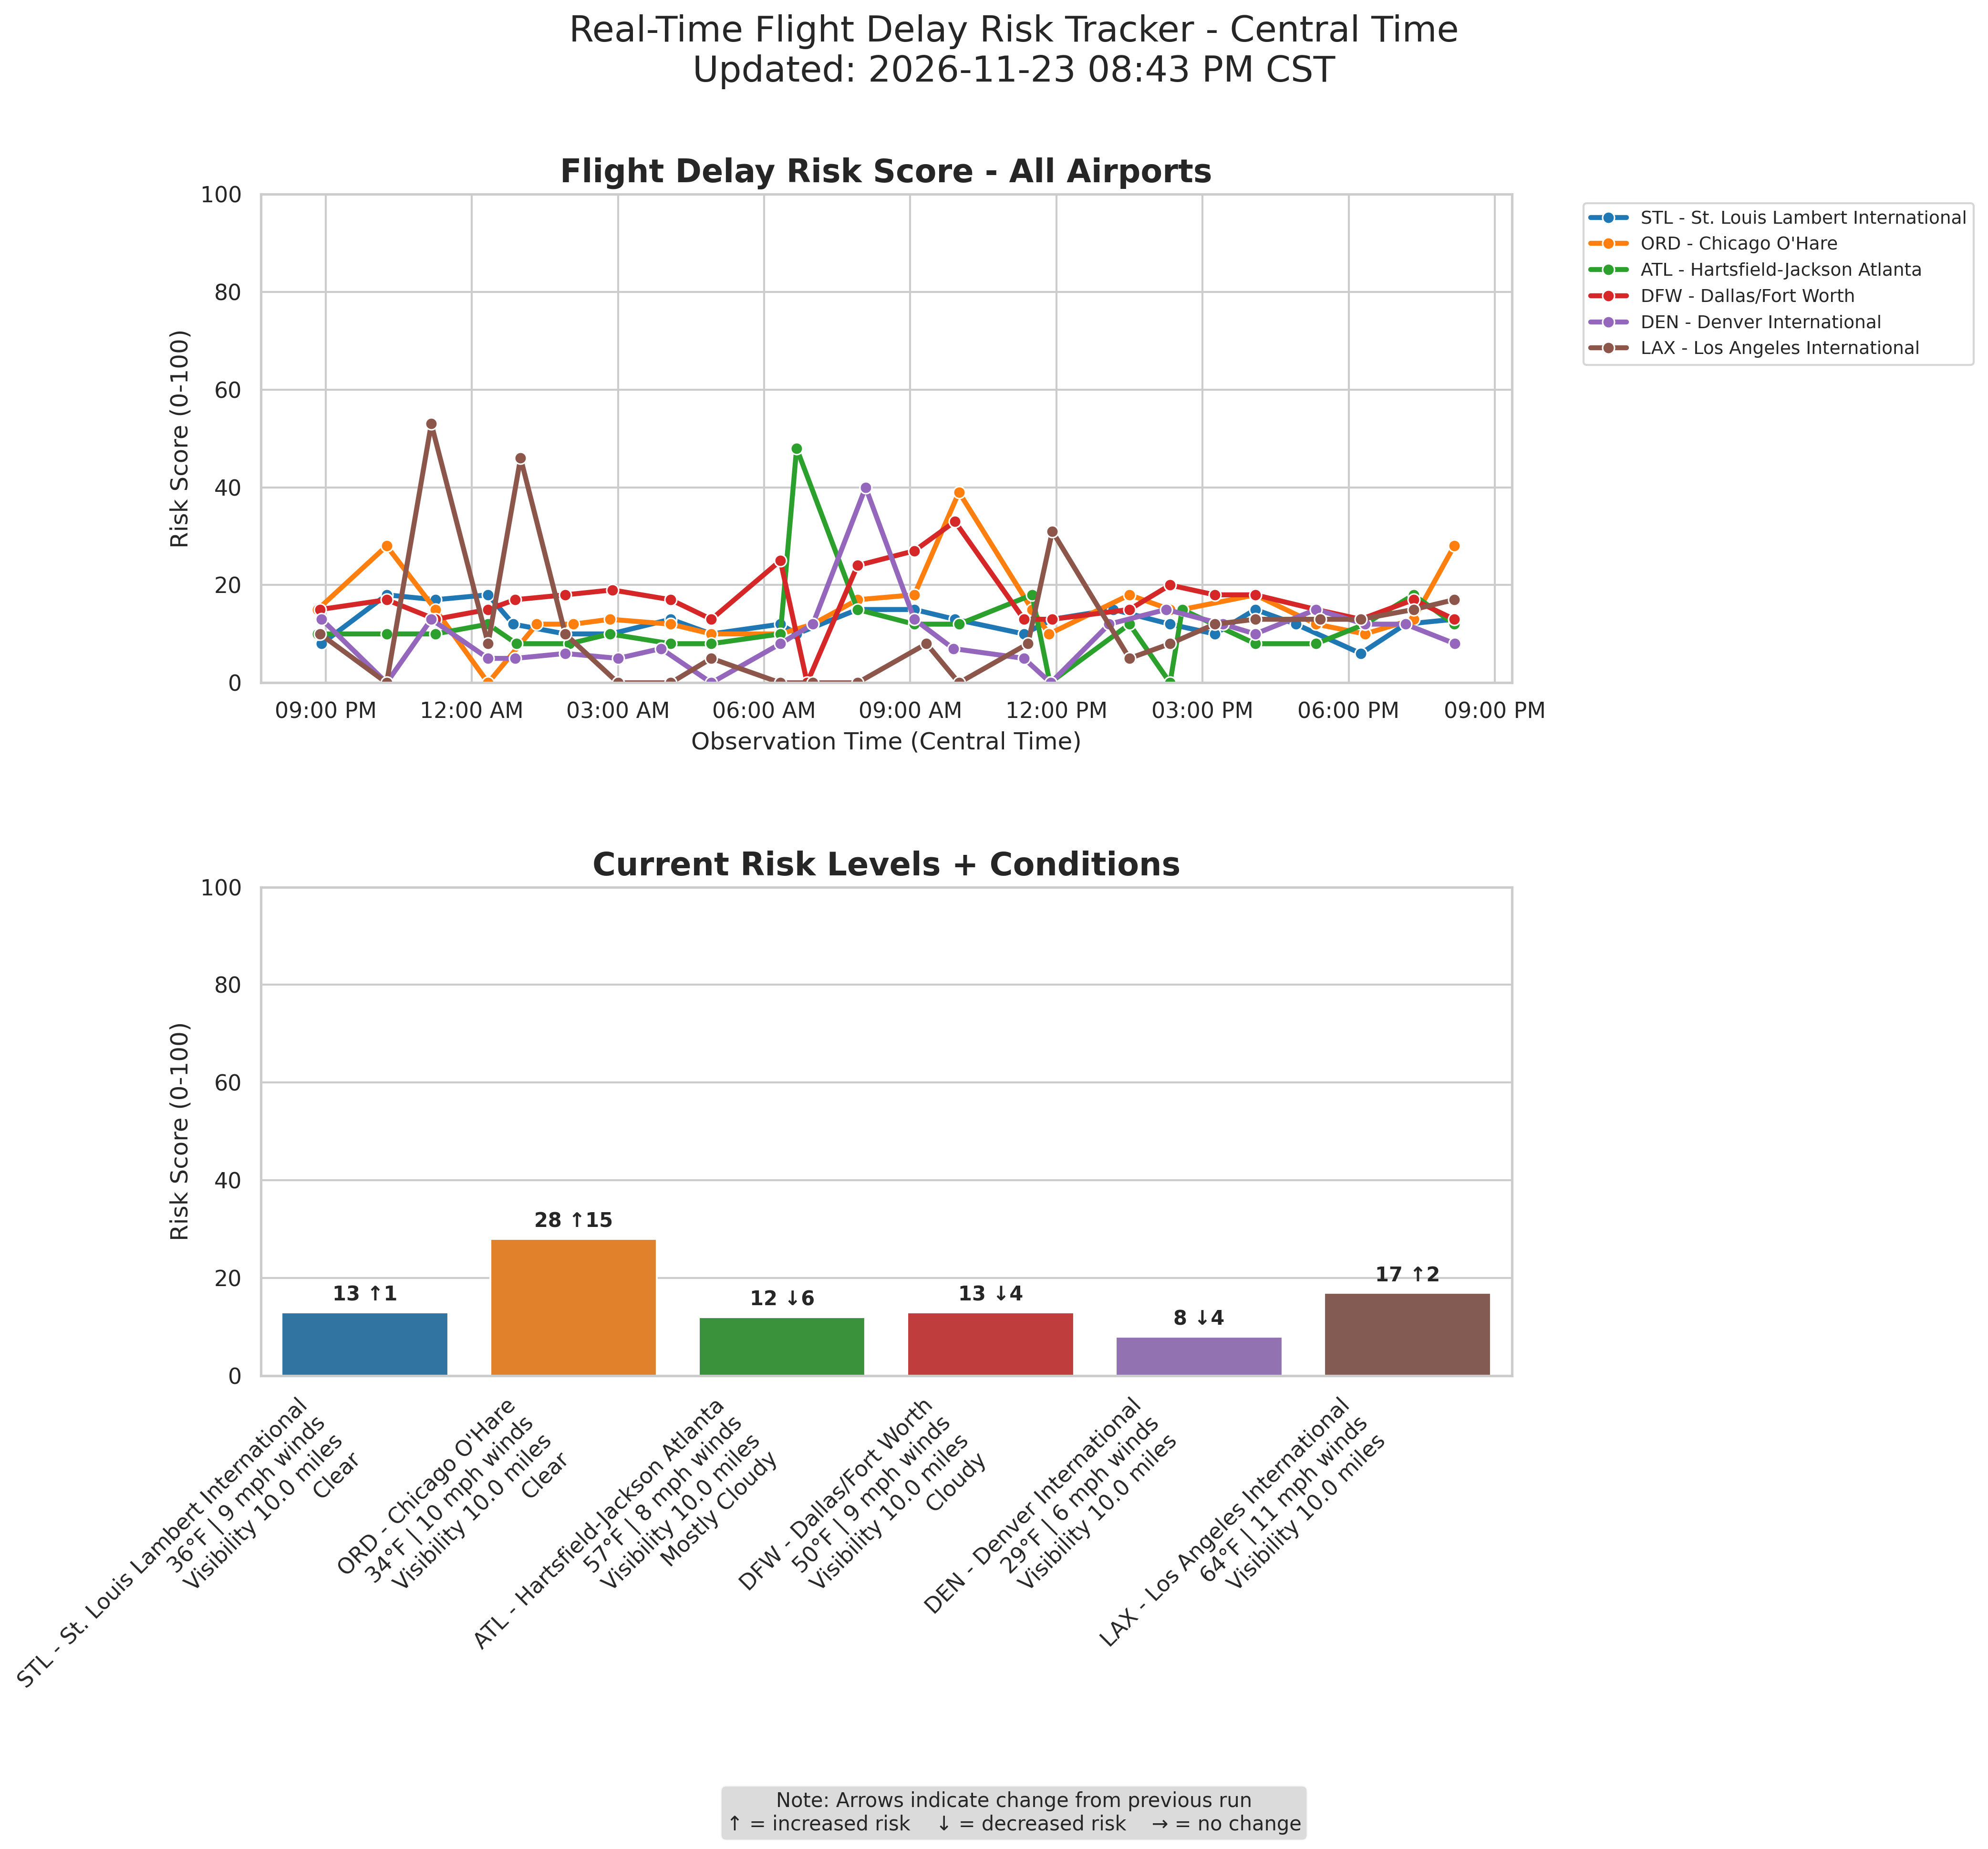 Real-Time Flight Delay Risk Tracker - Central Time
Updated: 2026-11-23 08:43 PM CST
Flight Delay Risk Score - All Airports
100
80
60
40
20
0
Risk Score (0-100)
09:00 PM 12:00 AM 03:00 AM 06:00 AM 09:00 AM 12:00 PM 03:00 PM 06:00 PM 09:00 PM
Observation Time (Central Time)
STL - St. Louis Lambert International
ORD - Chicago O'Hare
ATL - Hartsfield-Jackson Atlanta
DFW - Dallas/Fort Worth
DEN - Denver International
LAX - Los Angeles International
Current Risk Levels + Conditions
100
80
60
40
20
0
Risk Score (0-100)
13 ↑1
28 ↑15
12 ↓6
13 ↓4
8 ↓4
17 ↑2
STL - St. Louis Lambert International
36°F | 9 mph winds
Visibility 10.0 miles
Clear
ORD - Chicago O'Hare
34°F | 10 mph winds
Visibility 10.0 miles
Clear
ATL - Hartsfield-Jackson Atlanta
57°F | 8 mph winds
Visibility 10.0 miles
Mostly Cloudy
DFW - Dallas/Fort Worth
50°F | 9 mph winds
Visibility 10.0 miles
Cloudy
DEN - Denver International
29°F | 6 mph winds
Visibility 10.0 miles
LAX - Los Angeles International
64°F | 11 mph winds
Visibility 10.0 miles
Note: Arrows indicate change from previous run
↑ = increased risk ↓ = decreased risk → = no change